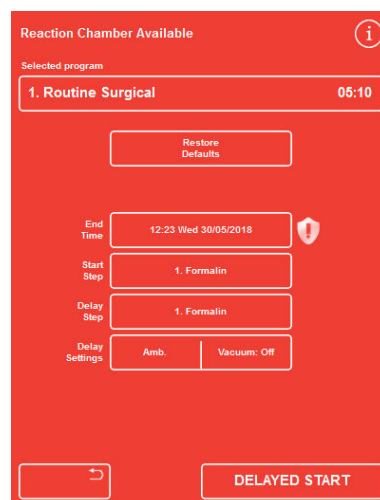 Reaction Chamber Available
i
Selected program
1. Routine Surgical 05:10
Restore
Defaults
End
Time
12:23 Wed 30/05/2018
!
Start
Step
1. Formalin
Delay
Step
1. Formalin
Delay
Settings
Amb.
Vacuum: Off
DELAYED START